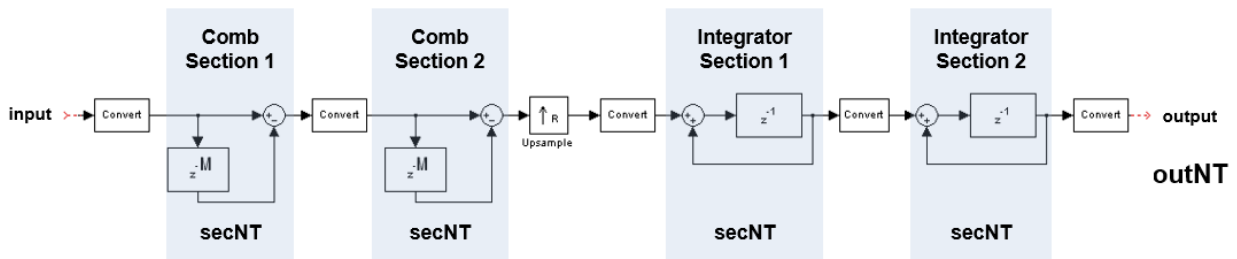 Comb
Section 1
Comb
Section 2
Integrator
Section 1
Integrator
Section 2
input
Convert
+
−
Convert
+
−
↑ R
Upsample
Convert
+
+
z-1
Convert
+
+
z-1
Convert
output
z-M
z-M
outNT
secNT
secNT
secNT
secNT